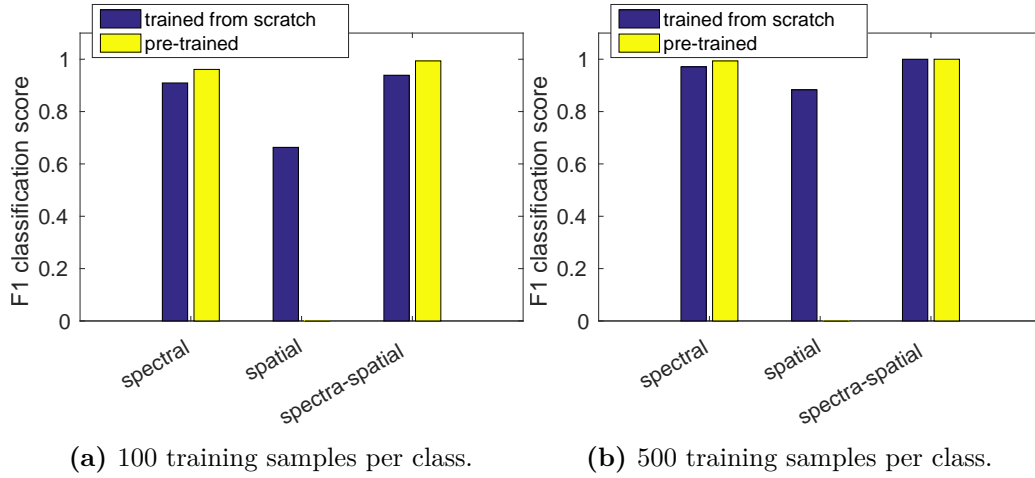 trained from scratch
pre-trained
F1 classification score
1
0.8
0.6
0.4
0.2
0
spectral
spatial
spectra-spatial
(a) 100 training samples per class.
trained from scratch
pre-trained
F1 classification score
1
0.8
0.6
0.4
0.2
0
spectral
spatial
spectra-spatial
(b) 500 training samples per class.